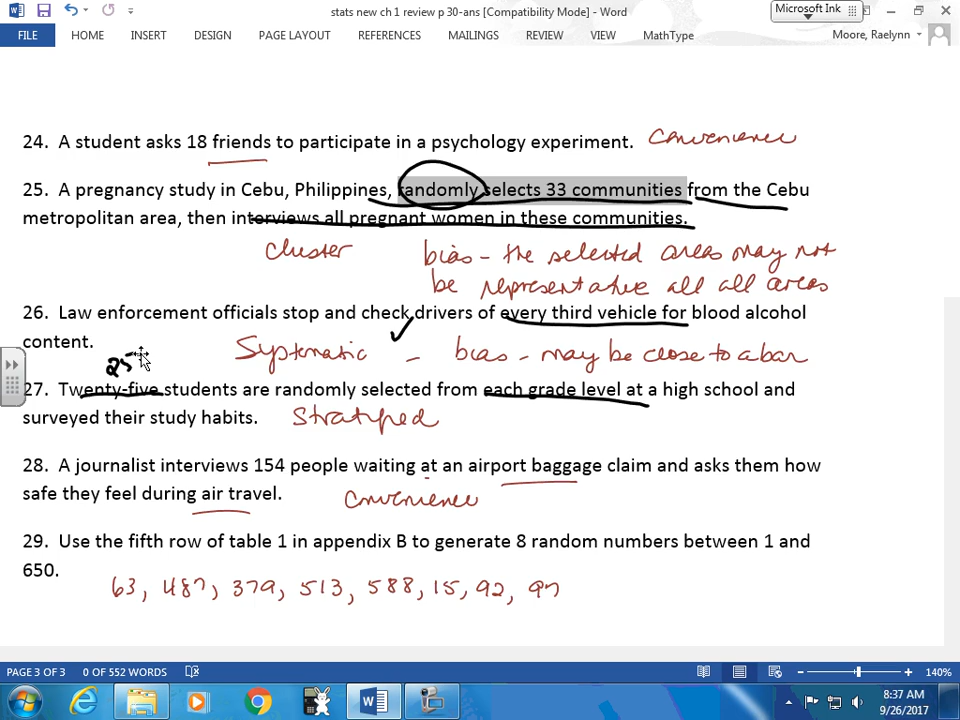 stats new ch 1 review p 30-ans [Compatibility Mode] - Word
Microsoft Ink
FILE HOME INSERT DESIGN PAGE LAYOUT REFERENCES MAILINGS REVIEW VIEW MathType Moore, Raelynn
24. A student asks 18 friends to participate in a psychology experiment. Convenience
25. A pregnancy study in Cebu, Philippines, randomly selects 33 communities from the Cebu
metropolitan area, then interviews all pregnant women in these communities.
cluster bias - the selected areas may not
be representative all all areas
26. Law enforcement officials stop and check drivers of every third vehicle for blood alcohol
content.
Systematic - bias - may be close to a bar
25
27. Twenty-five students are randomly selected from each grade level at a high school and
surveyed their study habits. Stratified
28. A journalist interviews 154 people waiting at an airport baggage claim and asks them how
safe they feel during air travel. Convenience
29. Use the fifth row of table 1 in appendix B to generate 8 random numbers between 1 and
650.
63, 487, 379, 513, 588, 15, 92, 97
PAGE 3 OF 3 0 OF 552 WORDS 140%
8:37 AM
9/26/2017